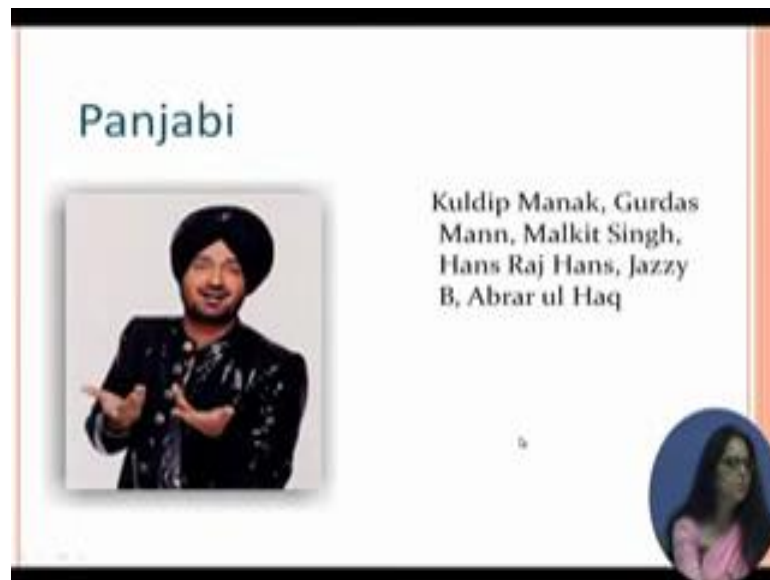 Panjabi
Kuldip Manak, Gurdas
Mann, Malkit Singh,
Hans Raj Hans, Jazzy
B, Abrar ul Haq